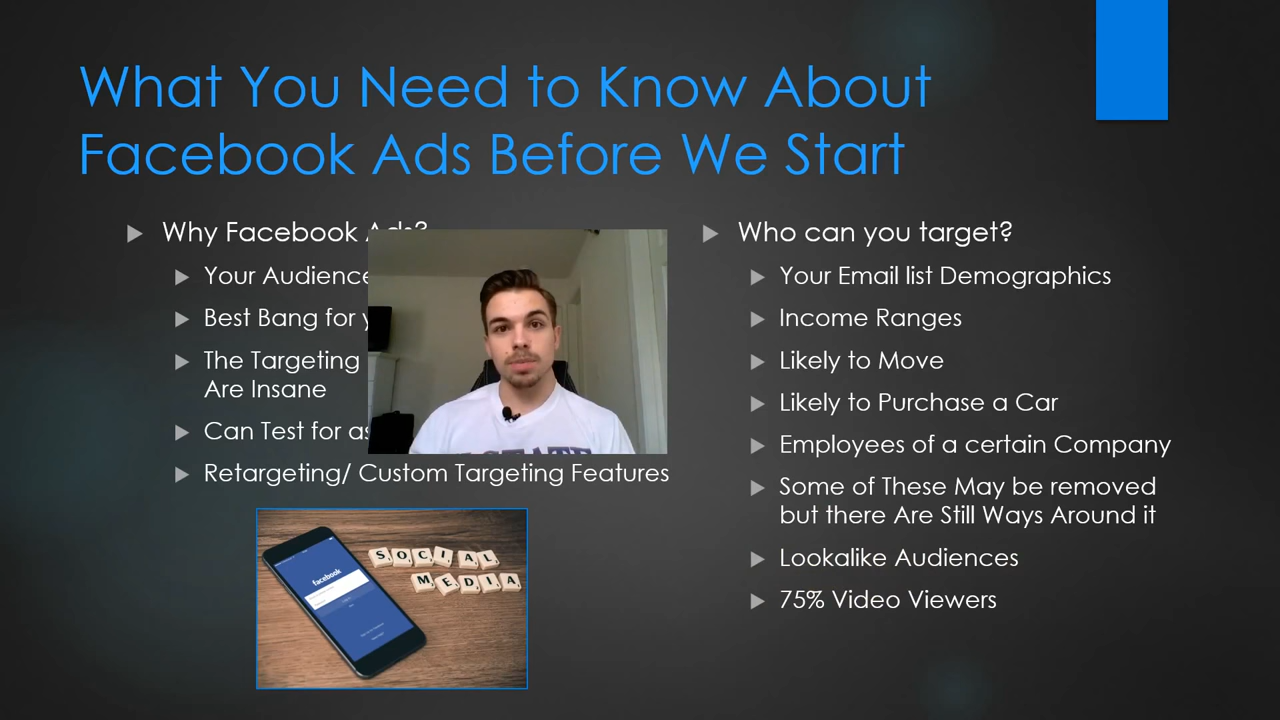 What You Need to Know About
Facebook Ads Before We Start
Why Facebook Ads?
Your Audience
Best Bang for
The Targeting
Are Insane
Can Test for as
Retargeting/ Custom Targeting Features
facebook
SOCIAL
MEDIA
Who can you target?
Your Email list Demographics
Income Ranges
Likely to Move
Likely to Purchase a Car
Employees of a certain Company
Some of These May be removed
but there Are Still Ways Around it
Lookalike Audiences
75% Video Viewers